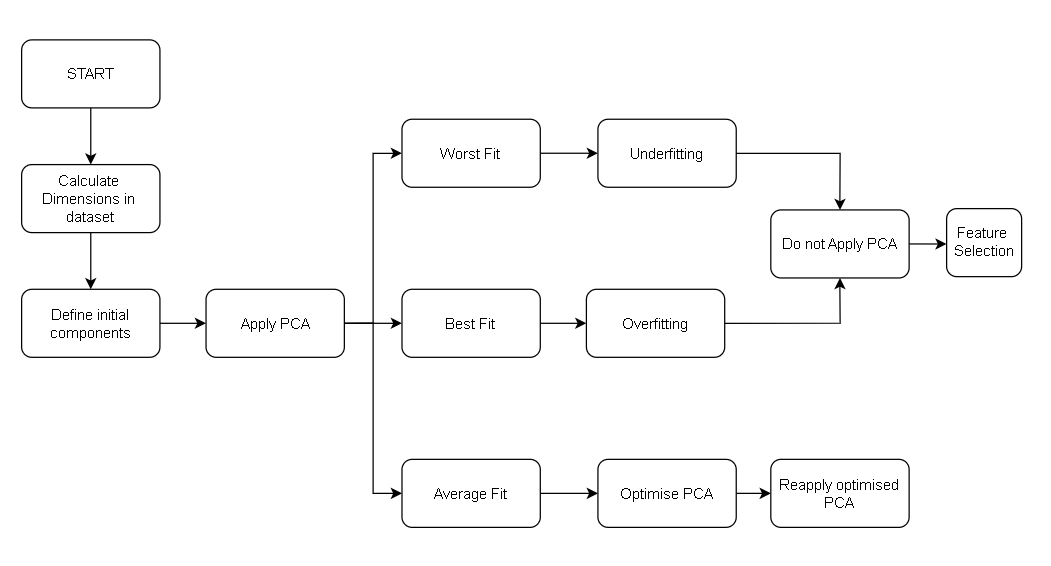 START
Calculate
Dimensions in
dataset
Define initial
components
Apply PCA
Worst Fit
Underfitting
Best Fit
Overfitting
Do not Apply PCA
Feature
Selection
Average Fit
Optimise PCA
Reapply optimised
PCA